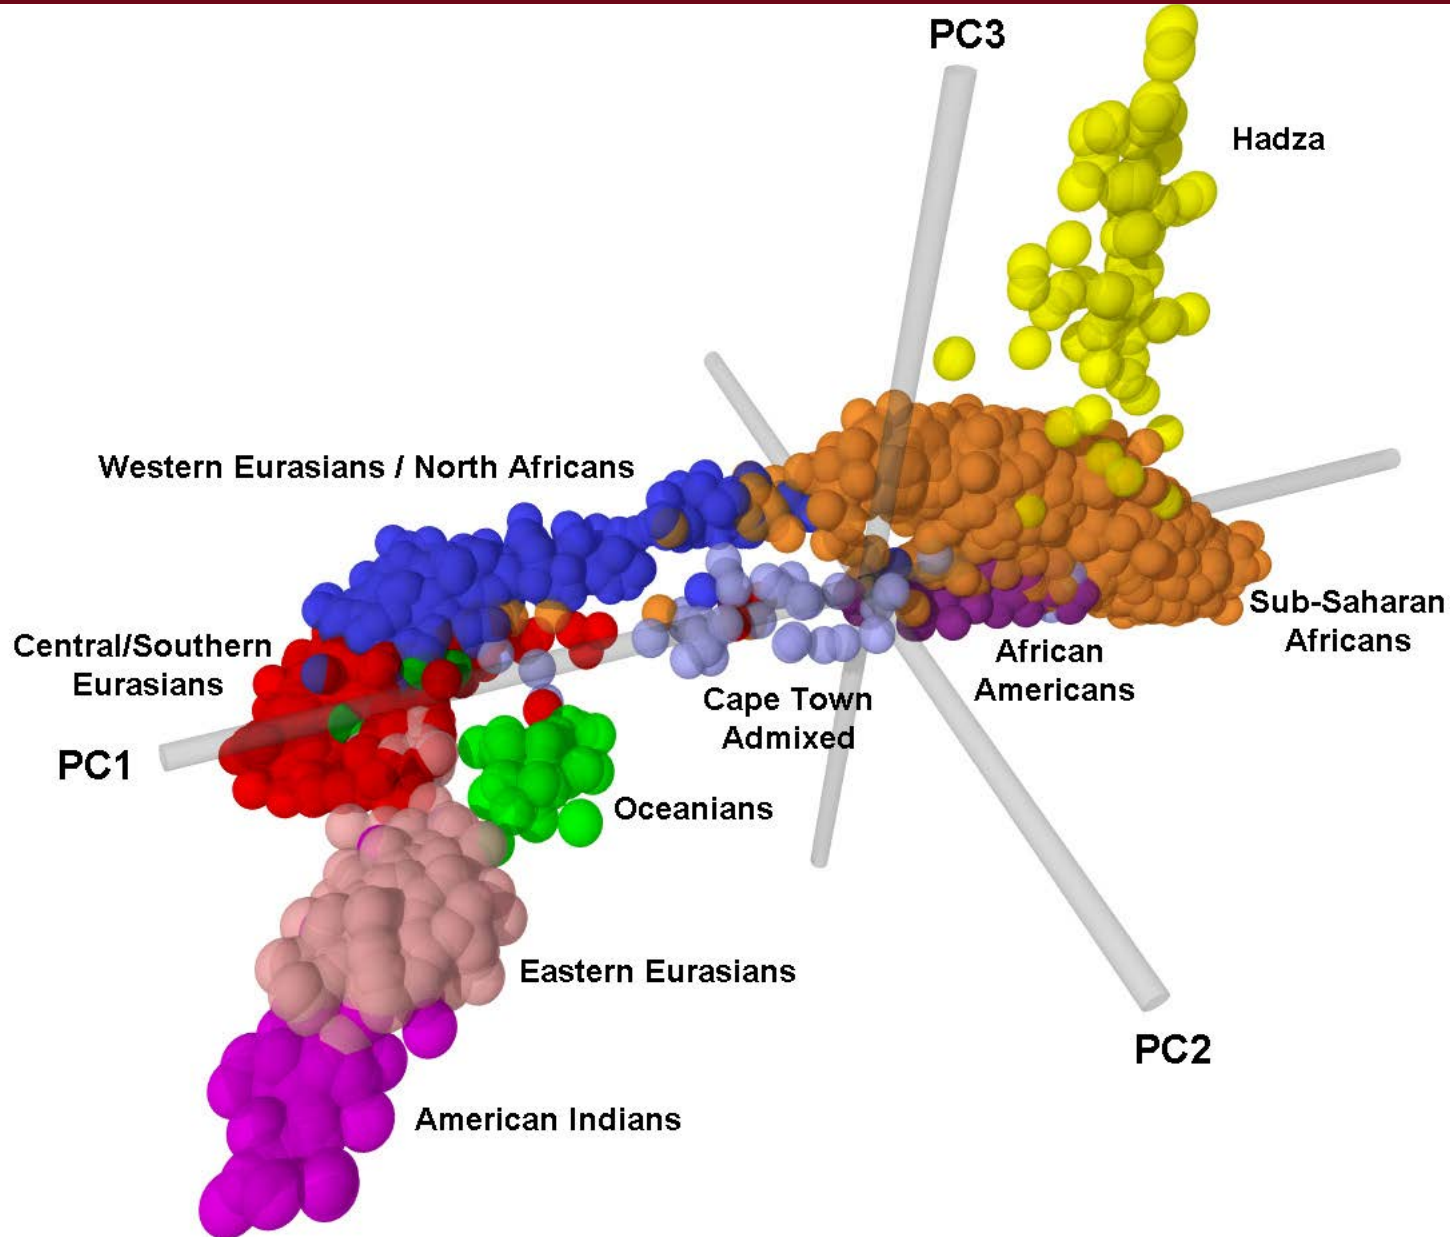 PC3
Hadza
Western Eurasians / North Africans
Central/Southern
Eurasians
Sub-Saharan
Africans
African
Americans
Cape Town
Admixed
PC1
Oceanians
Eastern Eurasians
PC2
American Indians